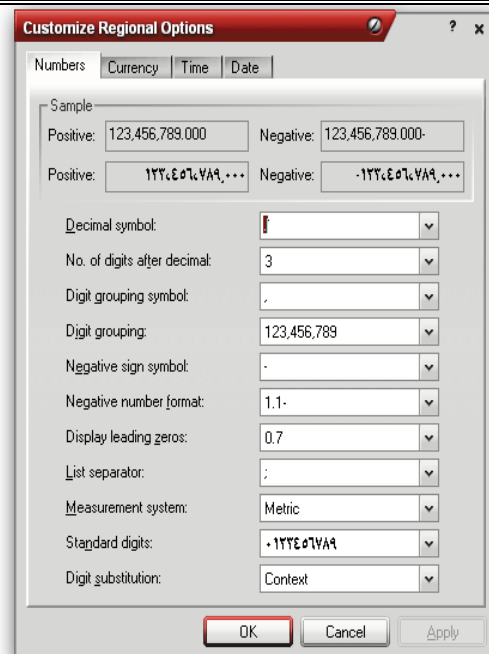 Customize Regional Options
Numbers Currency Time Date
Sample
Positive: 123,456,789.000 Negative: 123,456,789.000-
Positive: ١٢٣،٤٥٦،٧٨٩,٠٠٠ Negative: -١٢٣،٤٥٦،٧٨٩,٠٠٠
Decimal symbol: .
No. of digits after decimal: 3
Digit grouping symbol: ,
Digit grouping: 123,456,789
Negative sign symbol: -
Negative number format: 1.1-
Display leading zeros: 0.7
List separator: ;
Measurement system: Metric
Standard digits: ٠١٢٣٤٥٦٧٨٩
Digit substitution: Context
OK Cancel Apply